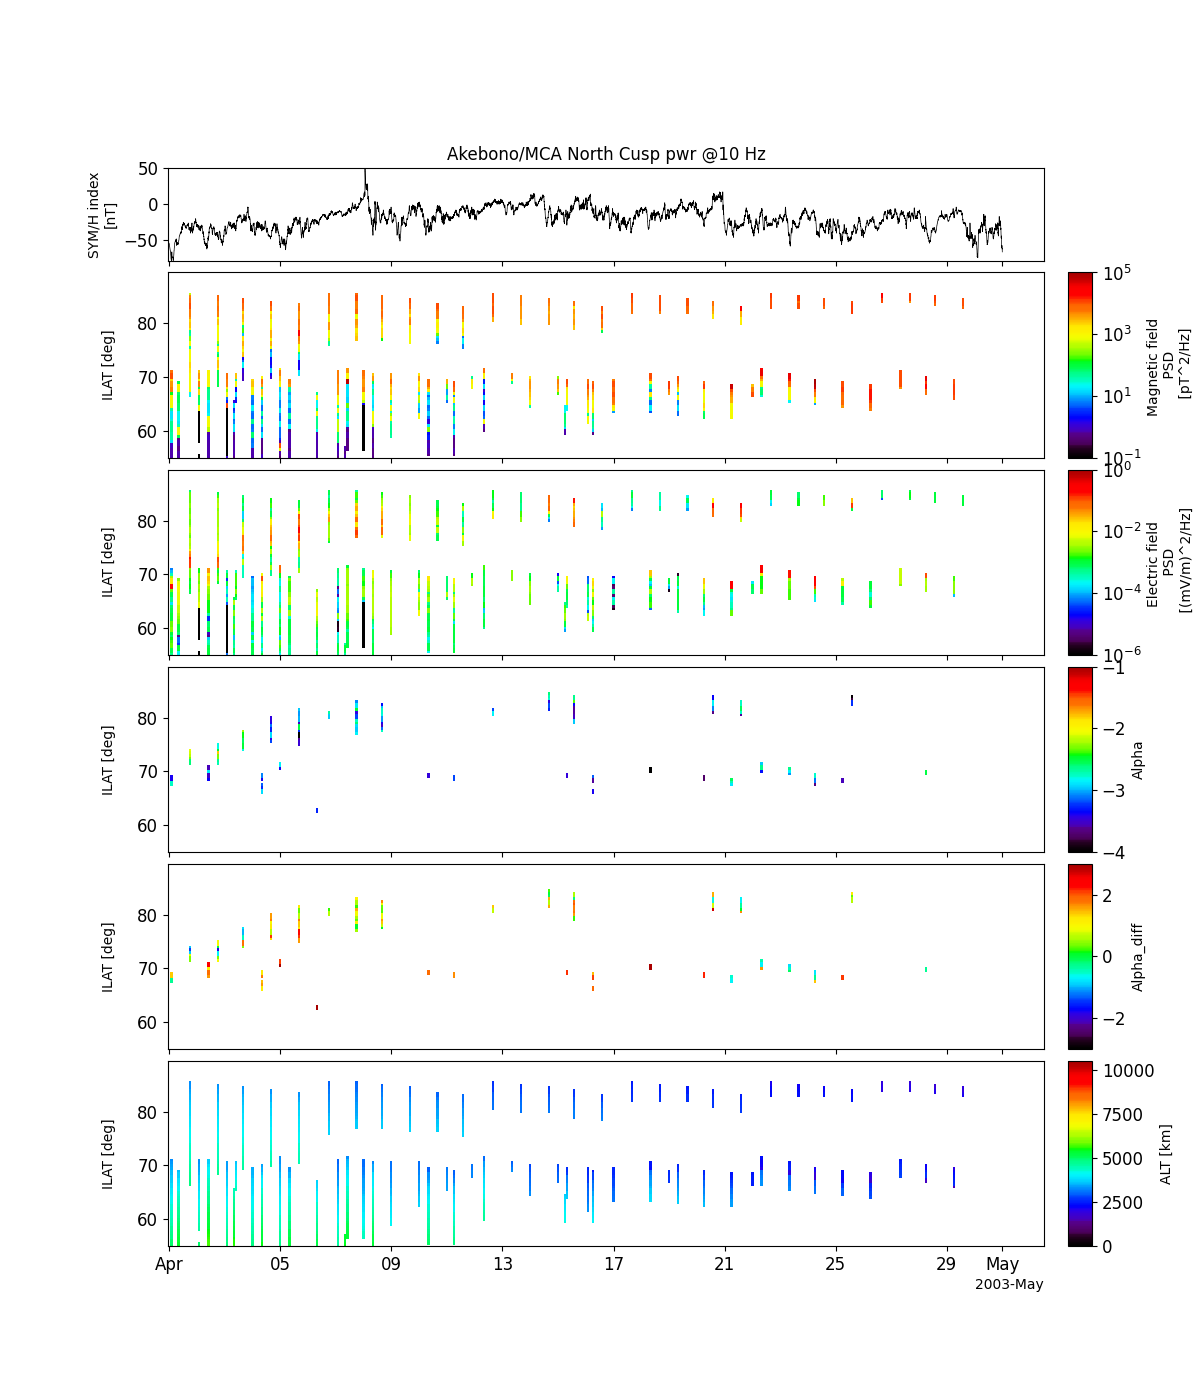 Akebono/MCA North Cusp pwr @10 Hz
SYM/H index
[nT]
50
0
−50
ILAT [deg]
80
70
60
10^5
10^3
10^1
10^-1
Magnetic field
PSD
[pT^2/Hz]
ILAT [deg]
80
70
60
10^0
10^-2
10^-4
10^-6
Electric field
PSD
[(mV/m)^2/Hz]
ILAT [deg]
80
70
60
−1
−2
−3
−4
Alpha
ILAT [deg]
80
70
60
2
0
−2
Alpha_diff
ILAT [deg]
80
70
60
10000
7500
5000
2500
0
ALT [km]
Apr 05 09 13 17 21 25 29 May
2003-May